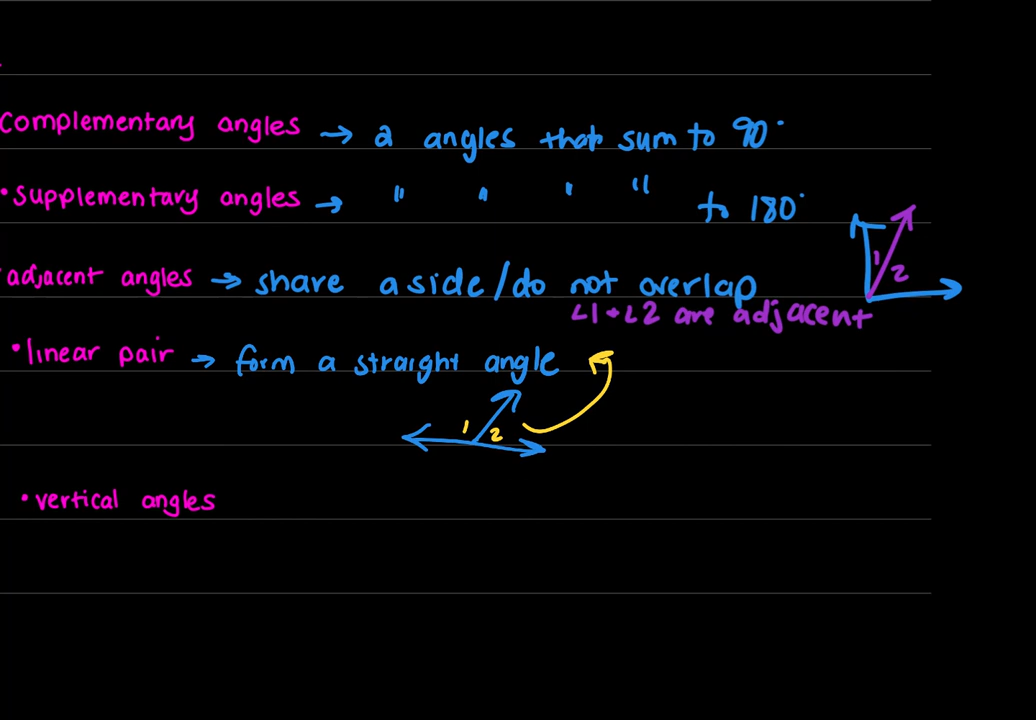 Complementary angles → 2 angles that sum to 90°
•Supplementary angles → " " " " to 180°
adjacent angles → share a side/do not overlap
1 2
∠1 + ∠2 are adjacent
•linear pair → form a straight angle
1 2
•vertical angles